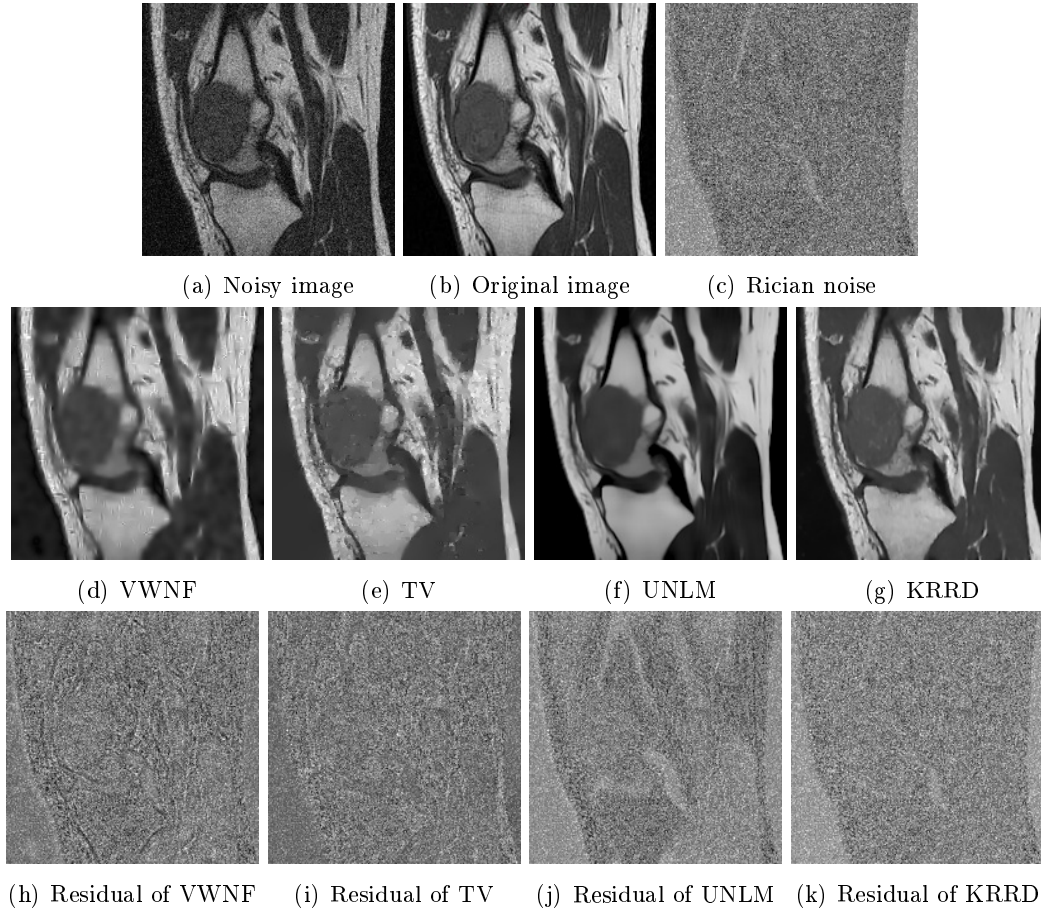 (a) Noisy image (b) Original image (c) Rician noise
(d) VWNF (e) TV (f) UNLM (g) KRRD
(h) Residual of VWNF (i) Residual of TV (j) Residual of UNLM (k) Residual of KRRD